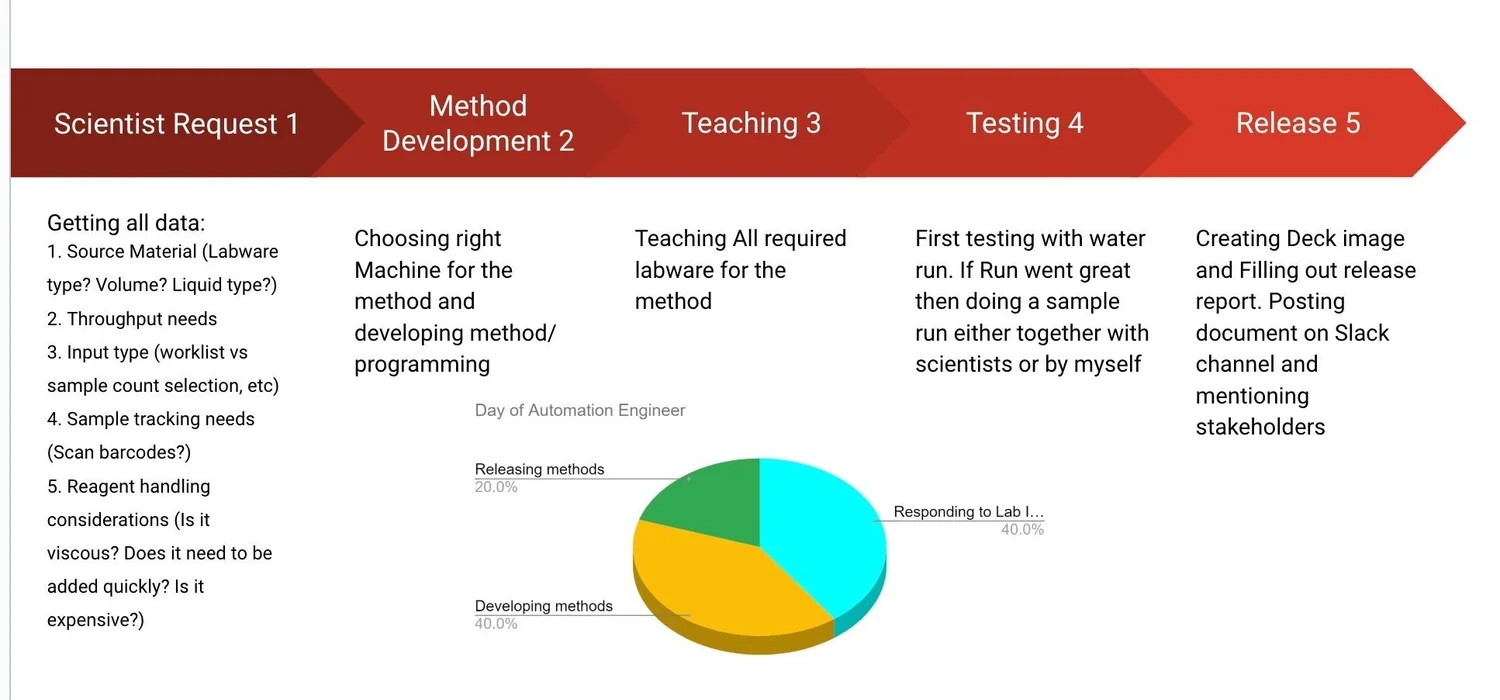 Scientist Request 1
Method
Development 2
Teaching 3
Testing 4
Release 5
Getting all data:
1. Source Material (Labware
type? Volume? Liquid type?)
2. Throughput needs
3. Input type (worklist vs
sample count selection, etc)
4. Sample tracking needs
(Scan barcodes?)
5. Reagent handling
considerations (Is it
viscous? Does it need to be
added quickly? Is it
expensive?)
Choosing right
Machine for the
method and
developing method/
programming
Teaching All required
labware for the
method
First testing with water
run. If Run went great
then doing a sample
run either together with
scientists or by myself
Creating Deck image
and Filling out release
report. Posting
document on Slack
channel and
mentioning
stakeholders
Day of Automation Engineer
Releasing methods
20.0%
Responding to Lab I...
40.0%
Developing methods
40.0%